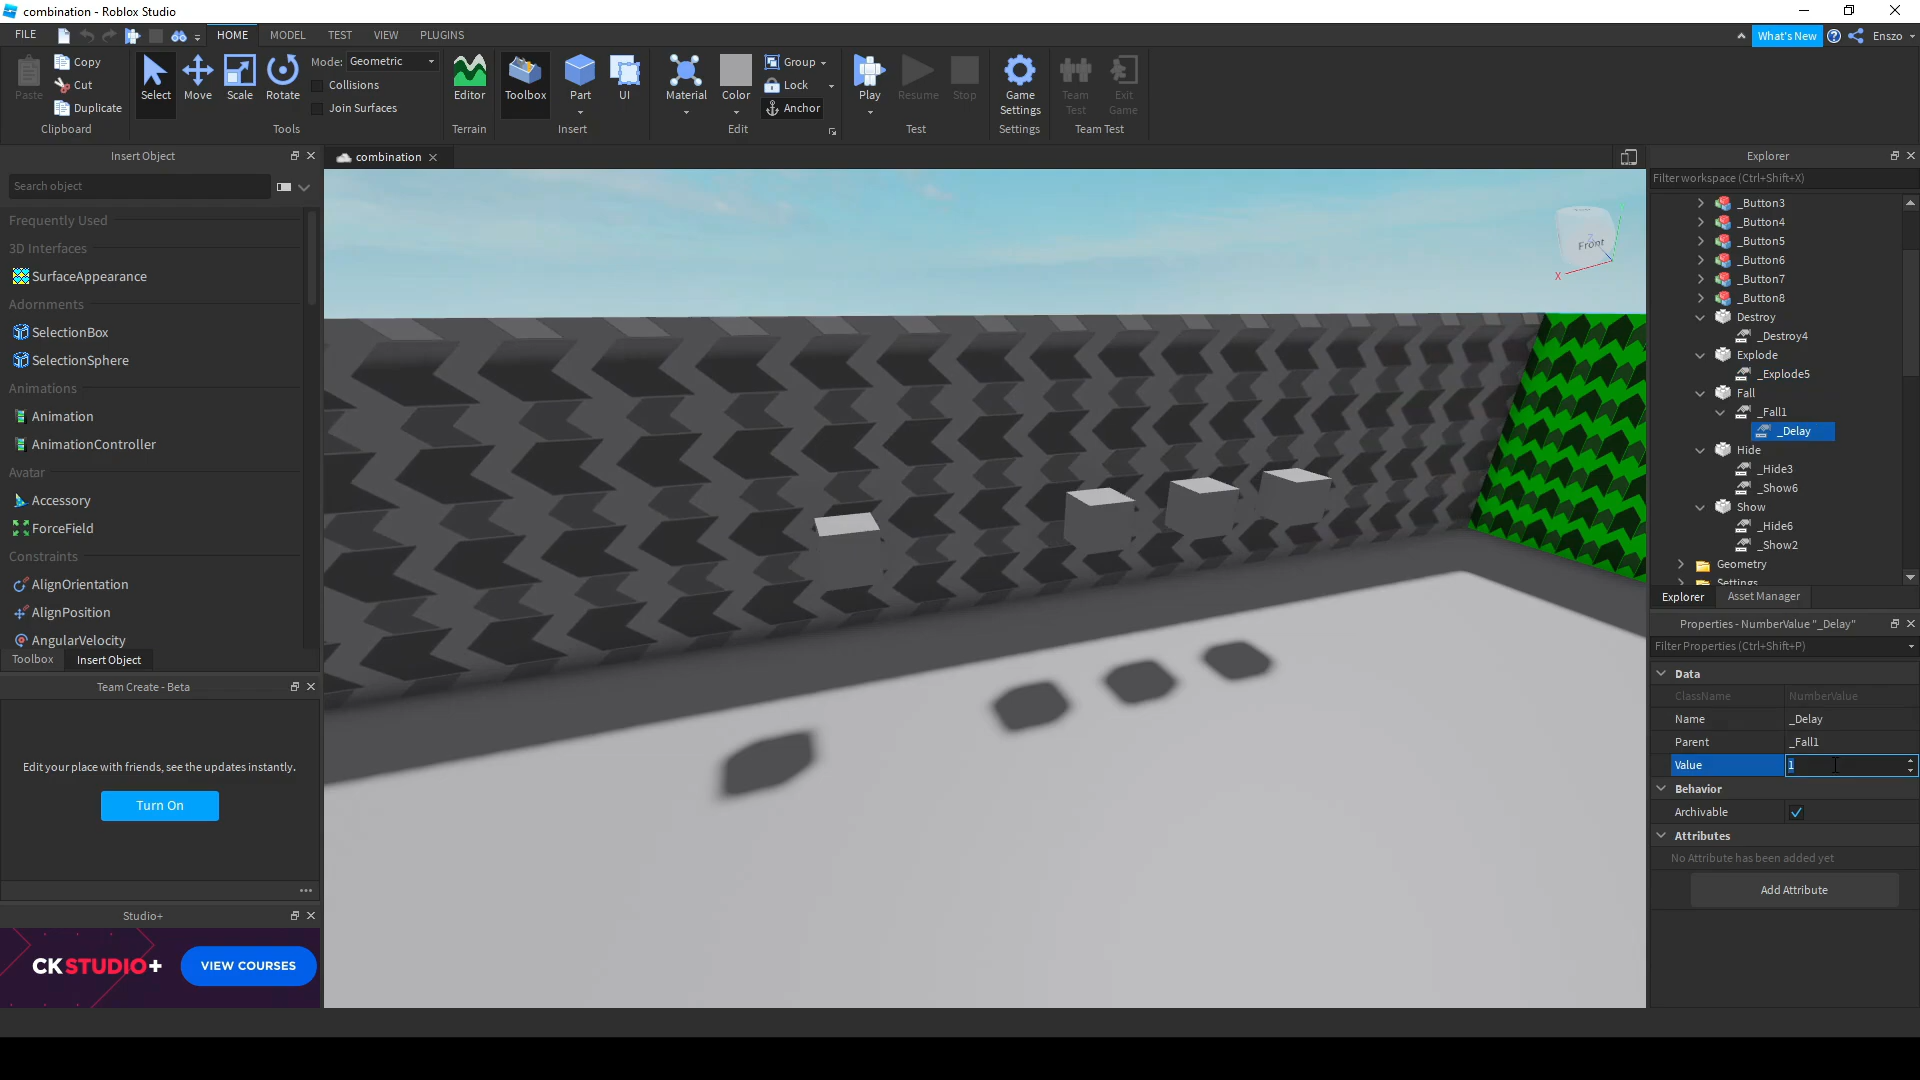 combination - Roblox Studio
FILE
HOME
MODEL
TEST
VIEW
PLUGINS
What's New
Enszo
Paste
Copy
Cut
Duplicate
Clipboard
Select
Move
Scale
Rotate
Mode: Geometric
Collisions
Join Surfaces
Tools
Editor
Terrain
Toolbox
Part
UI
Insert
Material
Color
Group
Lock
Anchor
Edit
Play
Resume
Stop
Test
Game Settings
Settings
Team Test
Exit Game
Team Test
Insert Object
Search object
Frequently Used
3D Interfaces
SurfaceAppearance
Adornments
SelectionBox
SelectionSphere
Animations
Animation
AnimationController
Avatar
Accessory
ForceField
Constraints
AlignOrientation
AlignPosition
AngularVelocity
Toolbox
Insert Object
Team Create - Beta
Edit your place with friends, see the updates instantly.
Turn On
Studio+
CKSTUDIO+
VIEW COURSES
combination
Front
X
Explorer
Filter workspace (Ctrl+Shift+X)
_Button3
_Button4
_Button5
_Button6
_Button7
_Button8
Destroy
_Destroy4
Explode
_Explode5
Fall
_Fall1
_Delay
Hide
_Hide3
_Show6
Show
_Hide6
_Show2
Geometry
Settings
Explorer
Asset Manager
Properties - NumberValue "_Delay"
Filter Properties (Ctrl+Shift+P)
Data
ClassName NumberValue
Name _Delay
Parent _Fall1
Value 1
Behavior
Archivable
Attributes
No Attribute has been added yet
Add Attribute